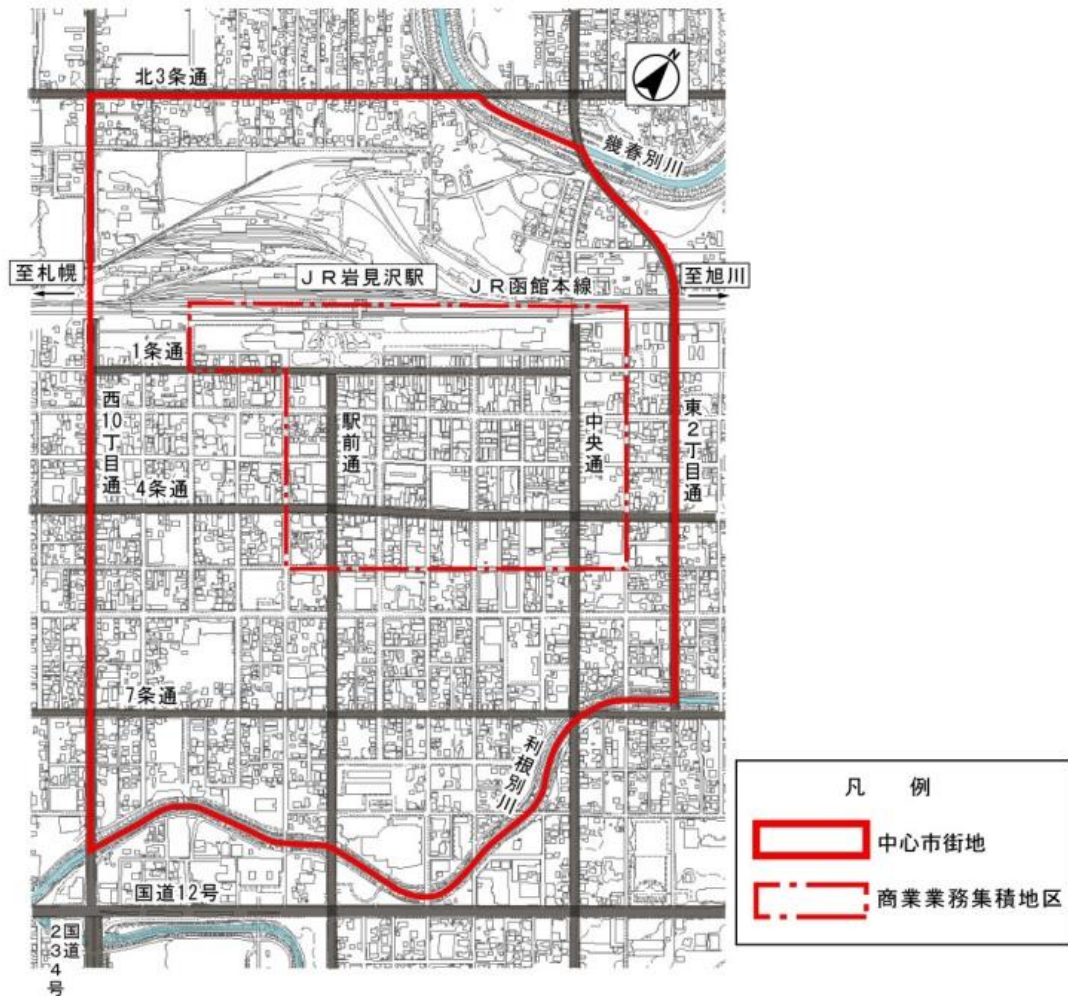 北3条通
N
幾春別川
至札幌
JR岩見沢駅
JR函館本線
至旭川
1条通
西10丁目通
駅前通
中央通
東2丁目通
4条通
7条通
利根別川
国道12号
国道
234号
凡 例
中心市街地
商業業務集積地区